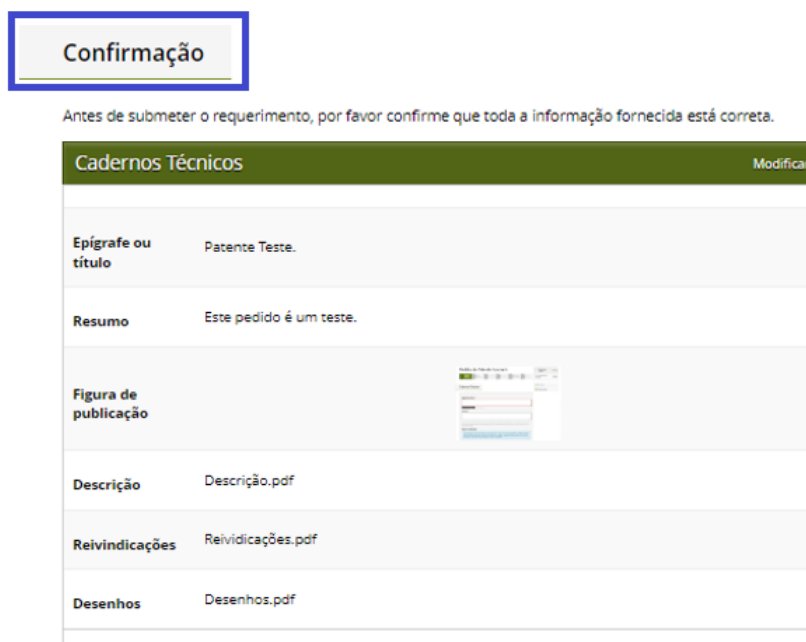 Confirmação
Antes de submeter o requerimento, por favor confirme que toda a informação fornecida está correta.
Cadernos Técnicos Modificar
Epígrafe ou
título
Patente Teste.
Resumo Este pedido é um teste.
Figura de
publicação
Descrição Descrição.pdf
Reivindicações Reividicações.pdf
Desenhos Desenhos.pdf